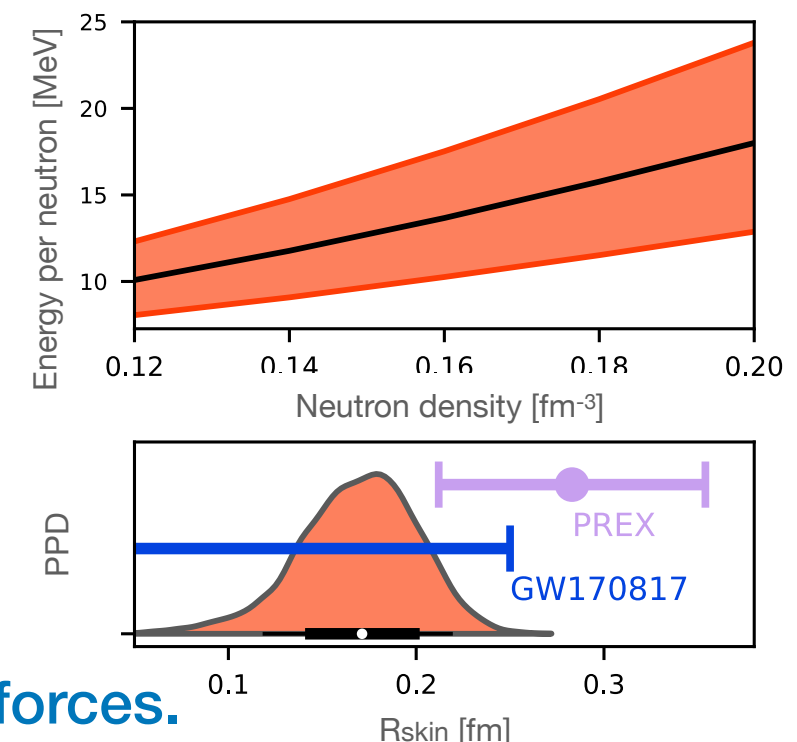 Energy per neutron [MeV]
25
20
15
10
0.12 0.14 0.16 0.18 0.20
Neutron density [fm-3]
PPD
PREX
GW170817
0.1 0.2 0.3
forces.
Rskin [fm]